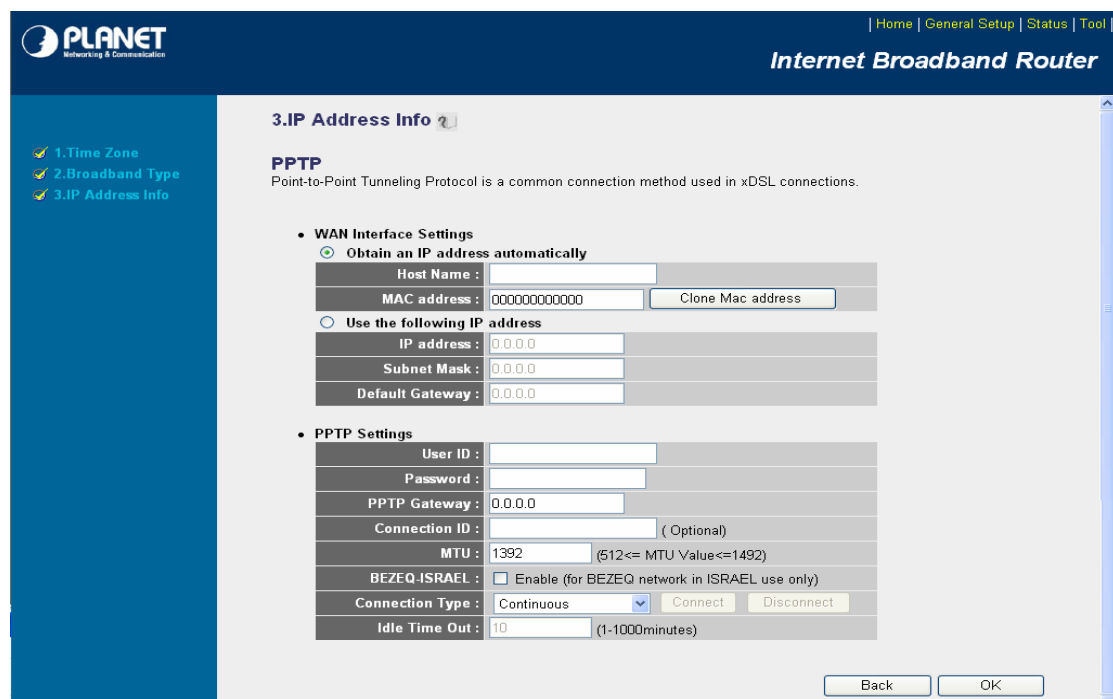 PLANET
Networking & Communication
| Home | General Setup | Status | Tool |
Internet Broadband Router
1.Time Zone
2.Broadband Type
3.IP Address Info
3.IP Address Info
PPTP
Point-to-Point Tunneling Protocol is a common connection method used in xDSL connections.
• WAN Interface Settings
Obtain an IP address automatically
Host Name :
MAC address : 000000000000 Clone Mac address
Use the following IP address
IP address : 0.0.0.0
Subnet Mask : 0.0.0.0
Default Gateway : 0.0.0.0
• PPTP Settings
User ID :
Password :
PPTP Gateway : 0.0.0.0
Connection ID : ( Optional)
MTU : 1392 (512<= MTU Value<=1492)
BEZEQ-ISRAEL : Enable (for BEZEQ network in ISRAEL use only)
Connection Type : Continuous Connect Disconnect
Idle Time Out : 10 (1-1000minutes)
Back OK